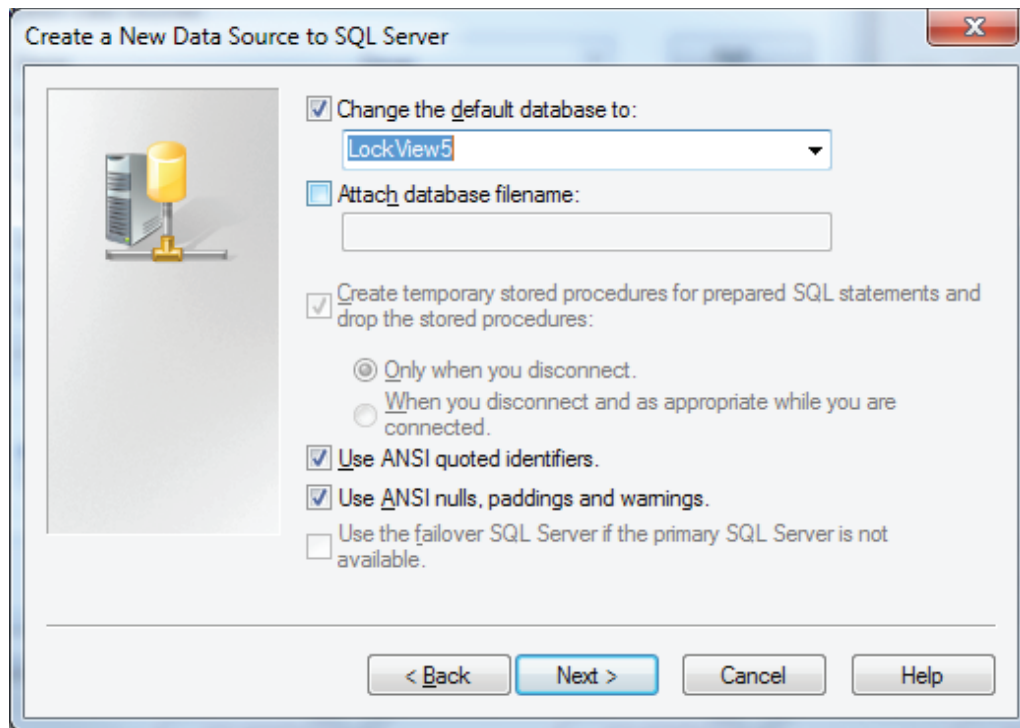 Create a New Data Source to SQL Server
Change the default database to:
LockView5
Attach database filename:
Create temporary stored procedures for prepared SQL statements and
drop the stored procedures:
Only when you disconnect.
When you disconnect and as appropriate while you are
connected.
Use ANSI quoted identifiers.
Use ANSI nulls, paddings and warnings.
Use the failover SQL Server if the primary SQL Server is not
available.
< Back Next > Cancel Help